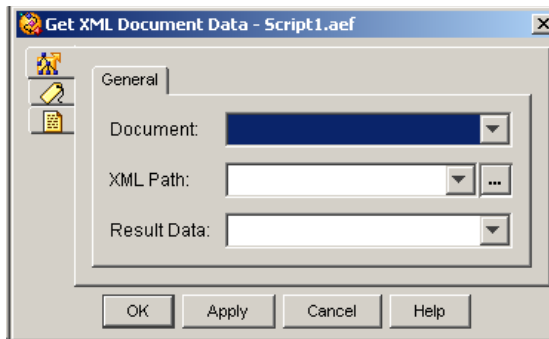 Get XML Document Data - Script1.aef
General
Document:
XML Path:
...
Result Data:
OK Apply Cancel Help